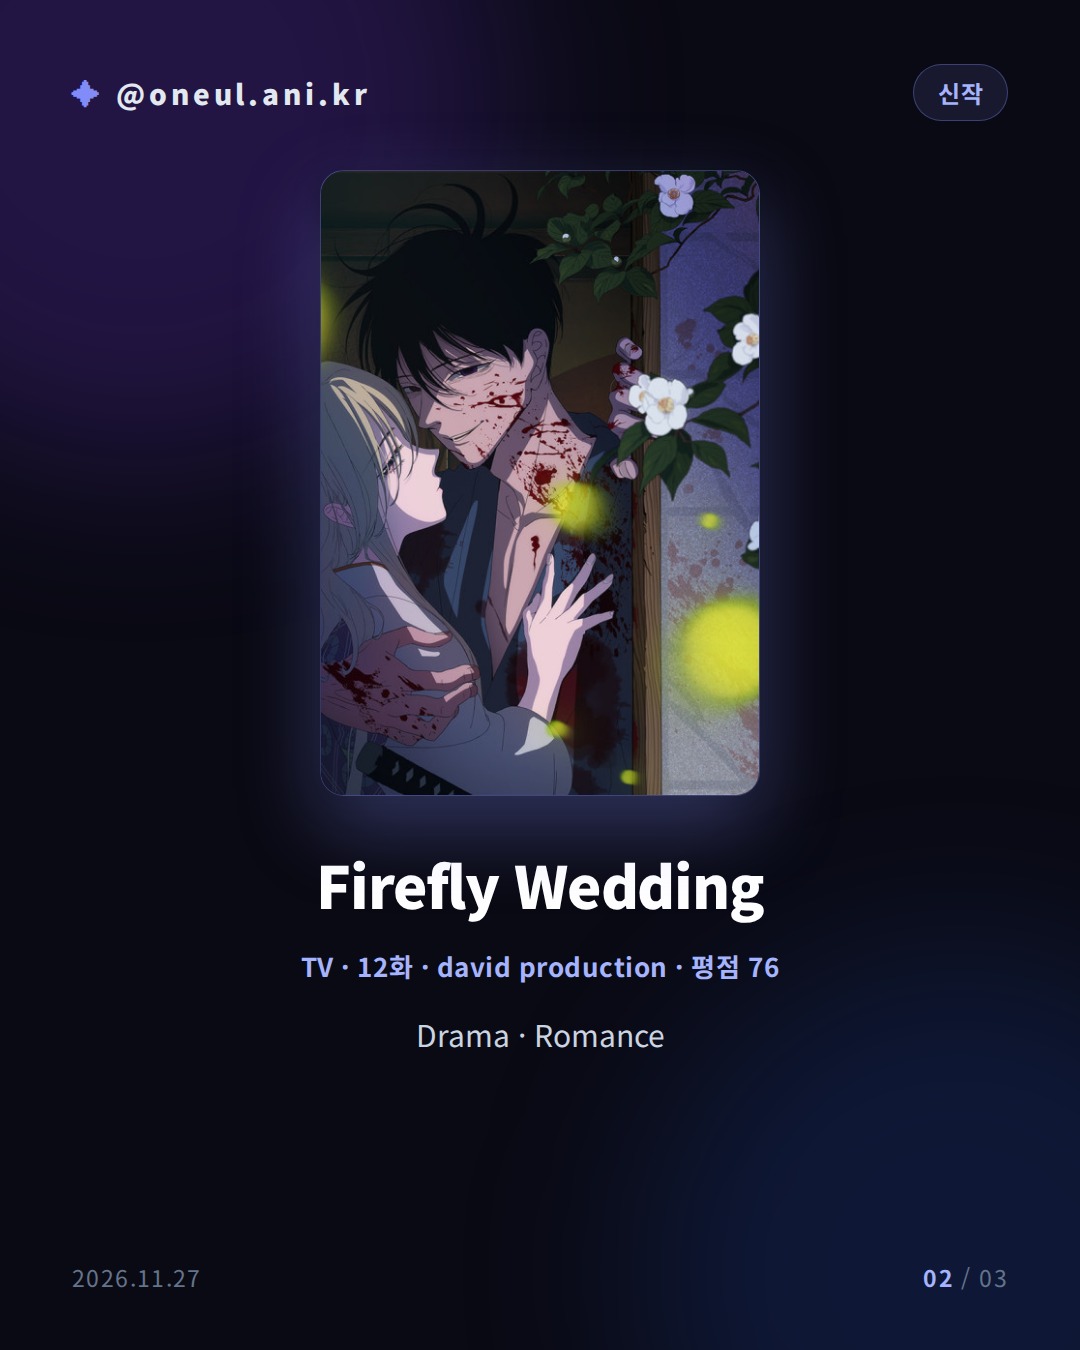 @oneul.ani.kr
신작
Firefly Wedding
TV · 12화 · david production · 평점 76
Drama · Romance
2026.11.27
02 / 03